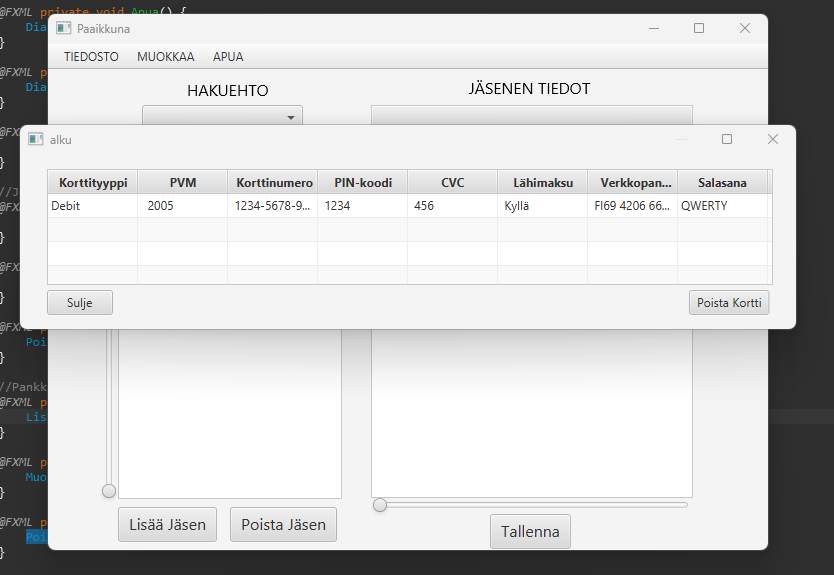 @FXML private void Apua() {
Dia
}
@FXML p
Dia
}
@FX
}
//J
@FX
}
@FX
}
@FX
Poi
}
//Pankk
@FXML p
Lis
}
@FXML p
Muo
}
@FXML p
Poi
}
Paaikkuna
TIEDOSTO MUOKKAA APUA
HAKUEHTO JÄSENEN TIEDOT
alku
Korttityyppi PVM Korttinumero PIN-koodi CVC Lähimaksu Verkkopan... Salasana
Debit 2005 1234-5678-9... 1234 456 Kyllä FI69 4206 66... QWERTY
Sulje Poista Kortti
Lisää Jäsen Poista Jäsen
Tallenna